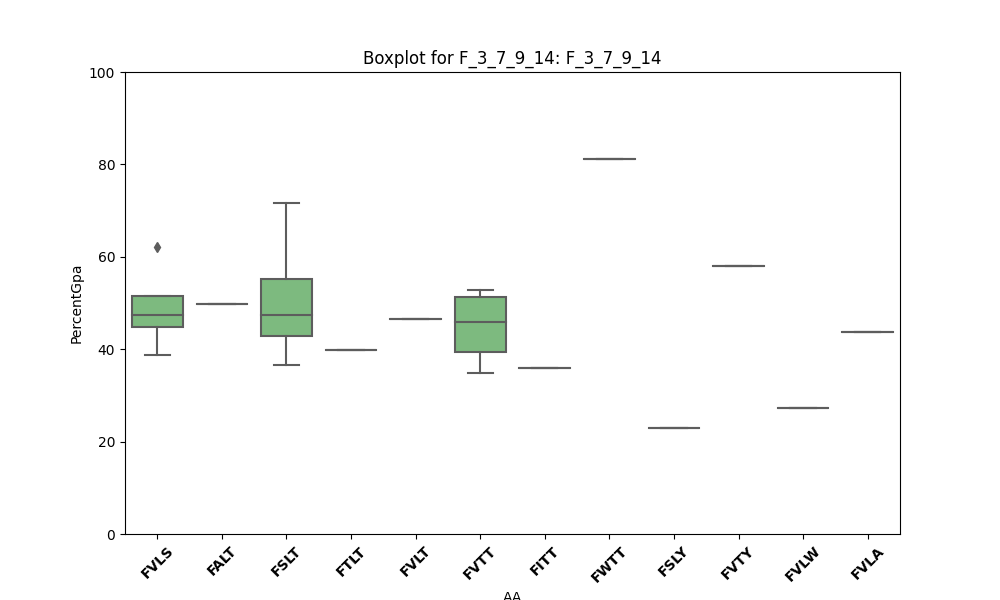 Boxplot for F_3_7_9_14: F_3_7_9_14
100
80
60
40
20
0
PercentGpa
FVLS
FALT
FSLT
FTLT
FVLT
FVTT
FITT
FWTT
FSLY
FVTY
FVLW
FVLA
AA